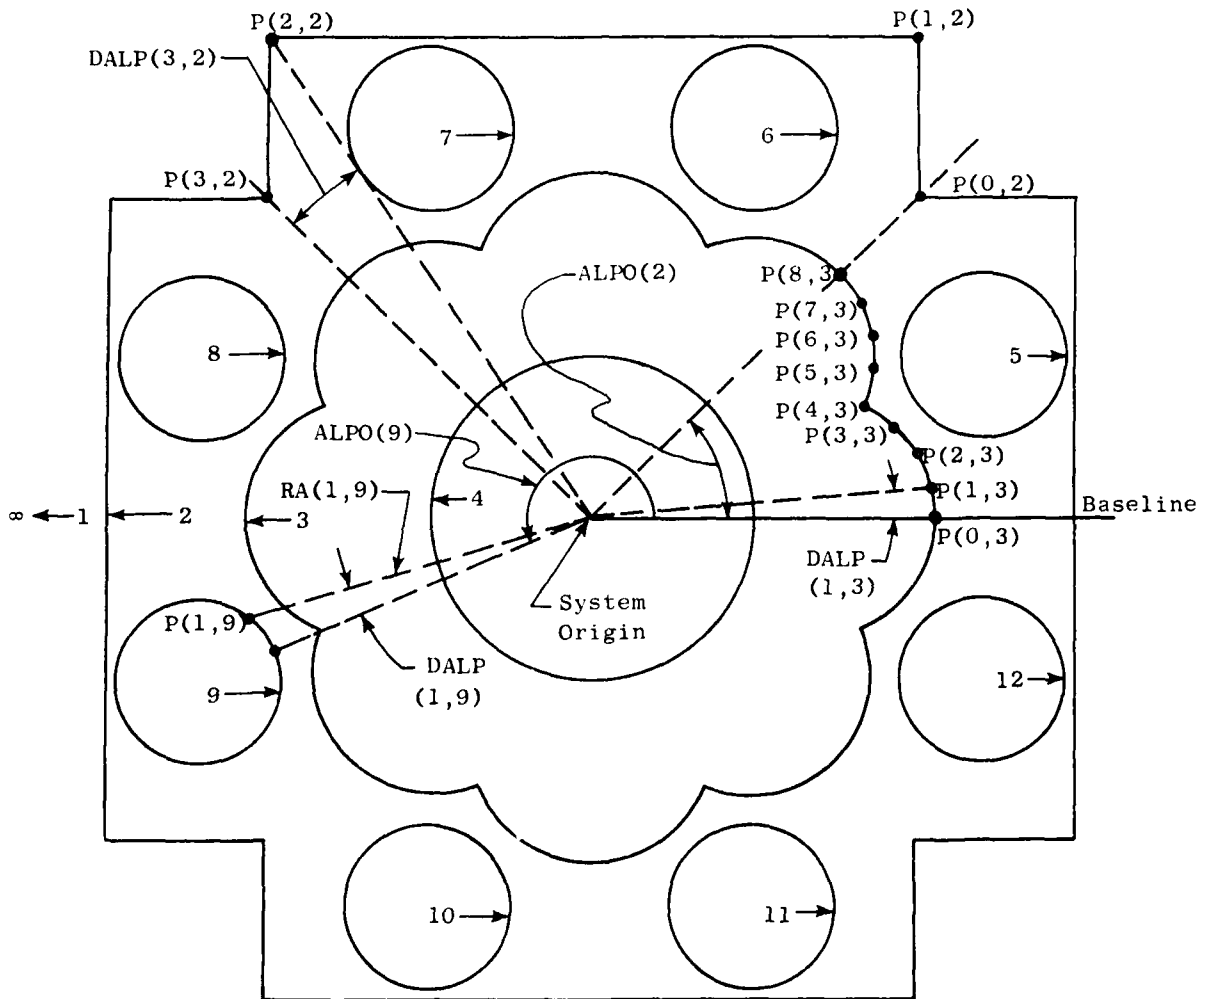 P(2,2)
P(1,2)
DALP(3,2)
7
6
P(3,2)
P(0,2)
ALPO(2)
P(8,3
P(7,3)
P(6,3)
P(5,3)
8
5
P(4,3)
P(3,3)
ALPO(9)
P(2,3)
RA(1,9)
4
P(1,3)
Baseline
∞
1
2
3
P(0,3)
DALP
(1,3)
System
Origin
P(1,9)
DALP
(1,9)
9
12
10
11